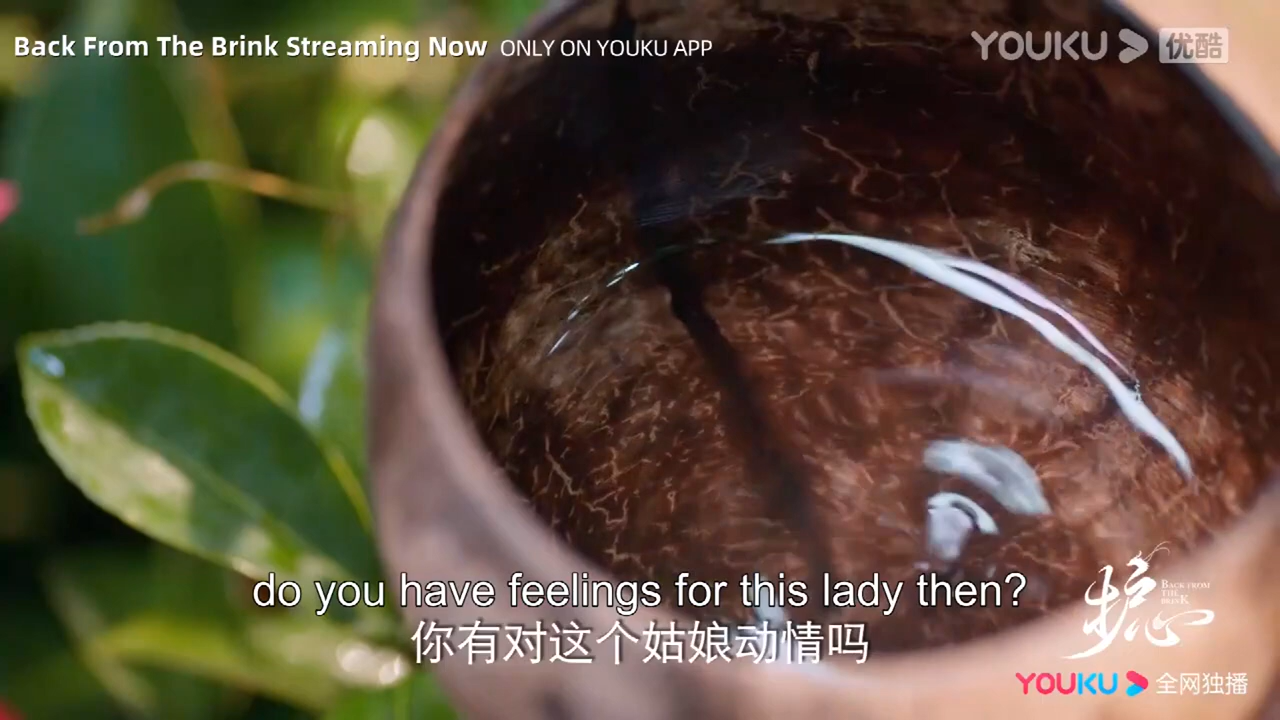 Back From The Brink Streaming Now ONLY ON YOUKU APP
YOUKU 优酷
do you have feelings for this lady then?
你有对这个姑娘动情吗
护心
BACK FROM
THE
BRINK
YOUKU 全网独播